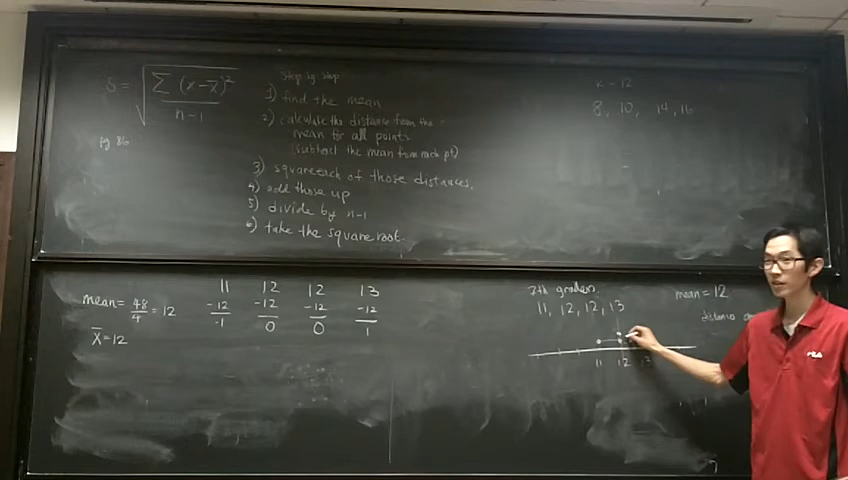 S = √ Σ (x-x̄)² / n-1
pg 86
Step by step
1) find the mean
2) calculate the distance from the
mean for all points
(subtract the mean from each pt)
3) square each of those distances.
4) add those up
5) divide by n-1
6) take the square root.
K-12
8, 10, 14, 16
mean = 48/4 = 12
x̄ = 12
11 12 12 13
-12 -12 -12 -12
-1 0 0 1
7th graders
11, 12, 12, 13
mean = 12
distance
11 12 13
FILA